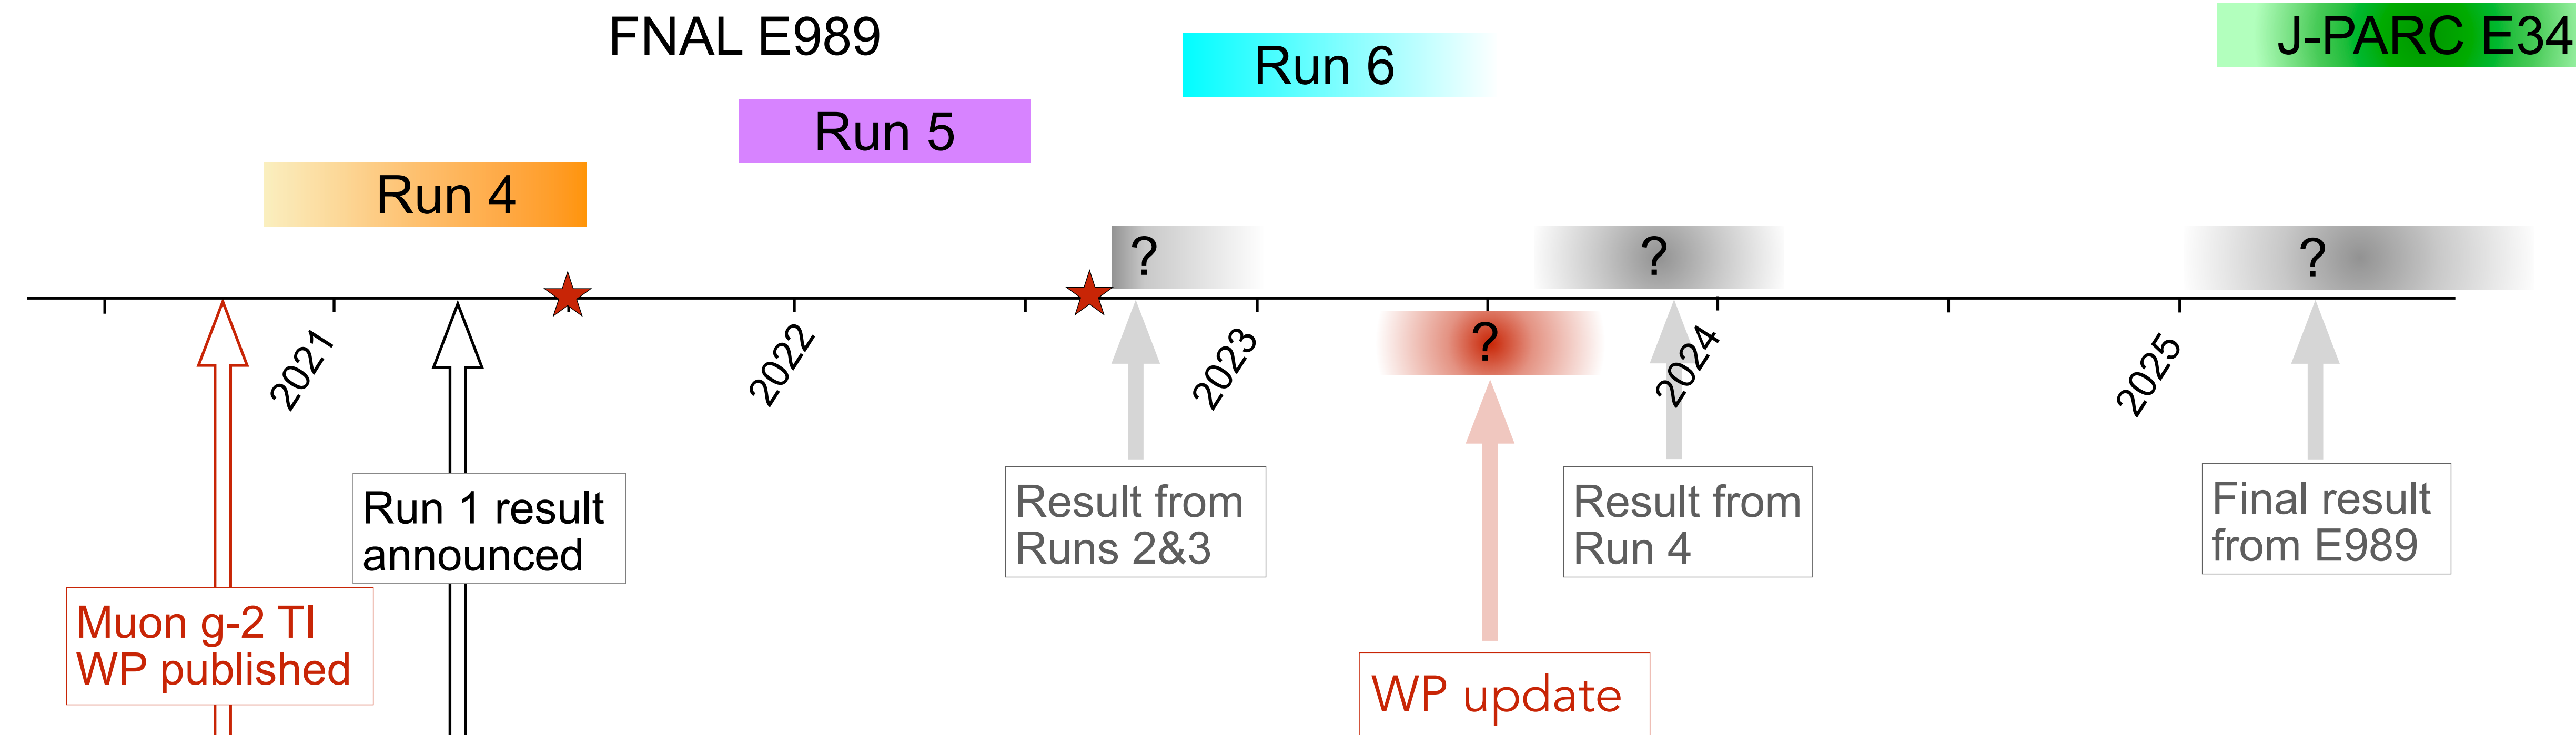 FNAL E989
J-PARC E34
Run 6
Run 5
Run 4
?
?
?
?
2021
2022
2023
2024
2025
Run 1 result
announced
Result from
Runs 2&3
Result from
Run 4
Final result
from E989
Muon g-2 TI
WP published
WP update